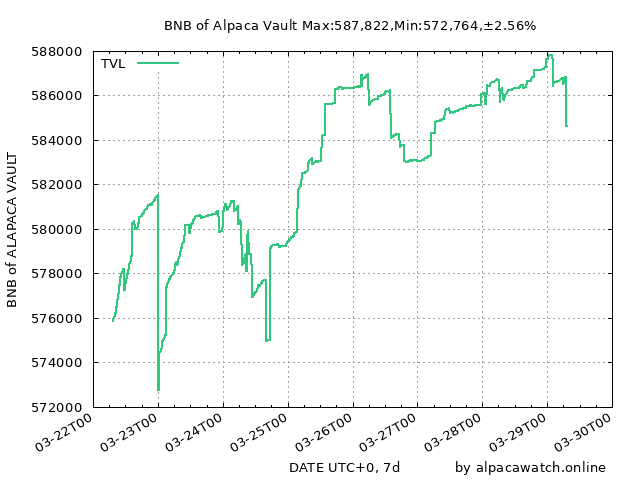 BNB of Alpaca Vault Max:587,822,Min:572,764,±2.56%
TVL
588000
586000
584000
582000
580000
578000
576000
574000
572000
BNB of ALAPACA VAULT
03-22T00
03-23T00
03-24T00
03-25T00
03-26T00
03-27T00
03-28T00
03-29T00
03-30T00
DATE UTC+0, 7d
by alpacawatch.online